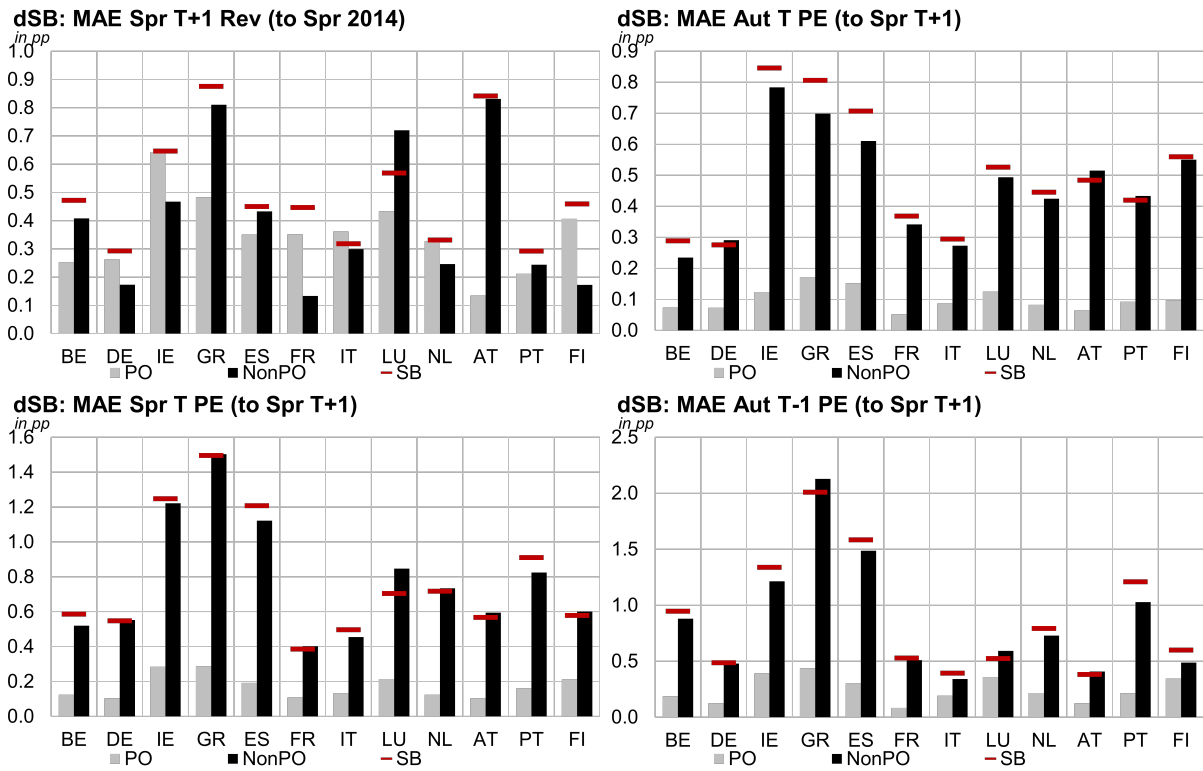 dSB: MAE Spr T+1 Rev (to Spr 2014)
in pp
1.0
0.9
0.8
0.7
0.6
0.5
0.4
0.3
0.2
0.1
0.0
BE DE IE GR ES FR IT LU NL AT PT FI
PO NonPO SB
dSB: MAE Aut T PE (to Spr T+1)
in pp
0.9
0.8
0.7
0.6
0.5
0.4
0.3
0.2
0.1
0.0
BE DE IE GR ES FR IT LU NL AT PT FI
PO NonPO SB
dSB: MAE Spr T PE (to Spr T+1)
in pp
1.6
1.4
1.2
1.0
0.8
0.6
0.4
0.2
0.0
BE DE IE GR ES FR IT LU NL AT PT FI
PO NonPO SB
dSB: MAE Aut T-1 PE (to Spr T+1)
in pp
2.5
2.0
1.5
1.0
0.5
0.0
BE DE IE GR ES FR IT LU NL AT PT FI
PO NonPO SB